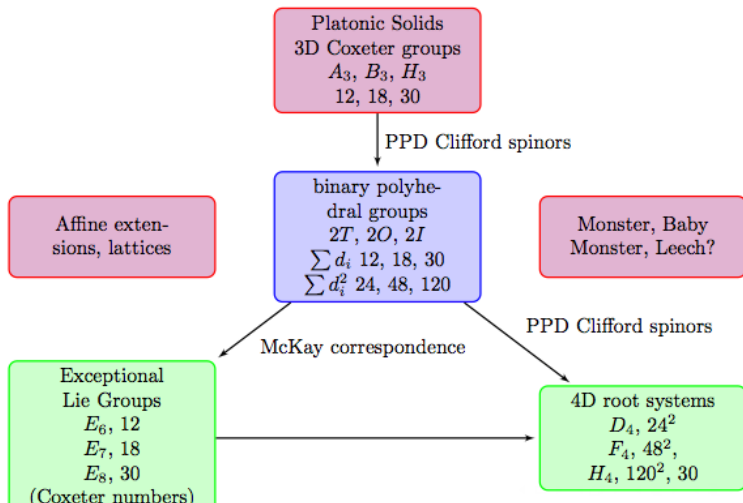 Platonic Solids
3D Coxeter groups
A₃, B₃, H₃
12, 18, 30
PPD Clifford spinors
binary polyhe-
dral groups
2T, 2O, 2I
∑ dᵢ 12, 18, 30
∑ dᵢ² 24, 48, 120
Affine exten-
sions, lattices
Monster, Baby
Monster, Leech?
PPD Clifford spinors
McKay correspondence
Exceptional
Lie Groups
E₆, 12
E₇, 18
E₈, 30
(Coxeter numbers)
4D root systems
D₄, 24²
F₄, 48²,
H₄, 120², 30